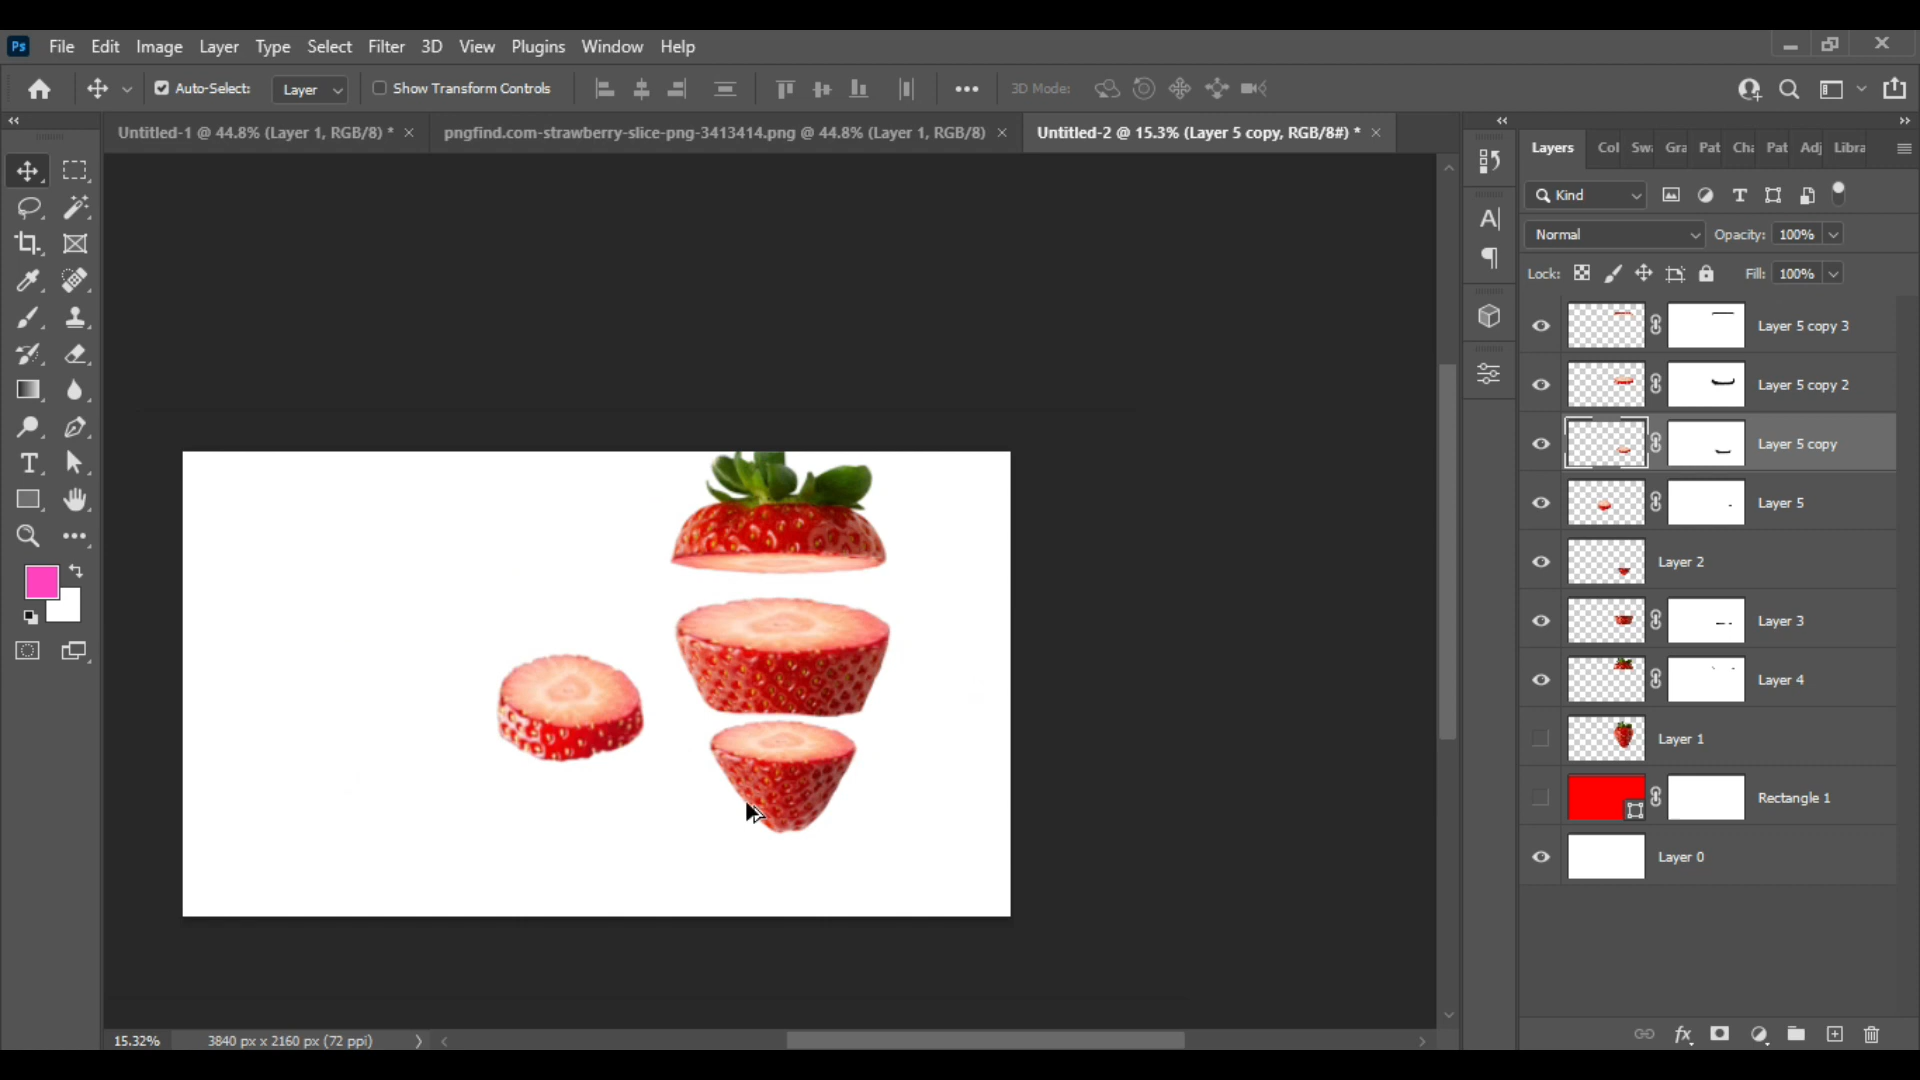 Ps File Edit Image Layer Type Select Filter 3D View Plugins Window Help
Auto-Select: Layer Show Transform Controls 3D Mode:
Untitled-1 @ 44.8% (Layer 1, RGB/8) * pngfind.com-strawberry-slice-png-3413414.png @ 44.8% (Layer 1, RGB/8) Untitled-2 @ 15.3% (Layer 5 copy, RGB/8#) *
Layers Col Swa Gra Pat Cha Pat Adj Libra
Kind
Normal Opacity: 100%
Lock: Fill: 100%
Layer 5 copy 3
Layer 5 copy 2
Layer 5 copy
Layer 5
Layer 2
Layer 3
Layer 4
Layer 1
Rectangle 1
Layer 0
15.32% 3840 px x 2160 px (72 ppi)